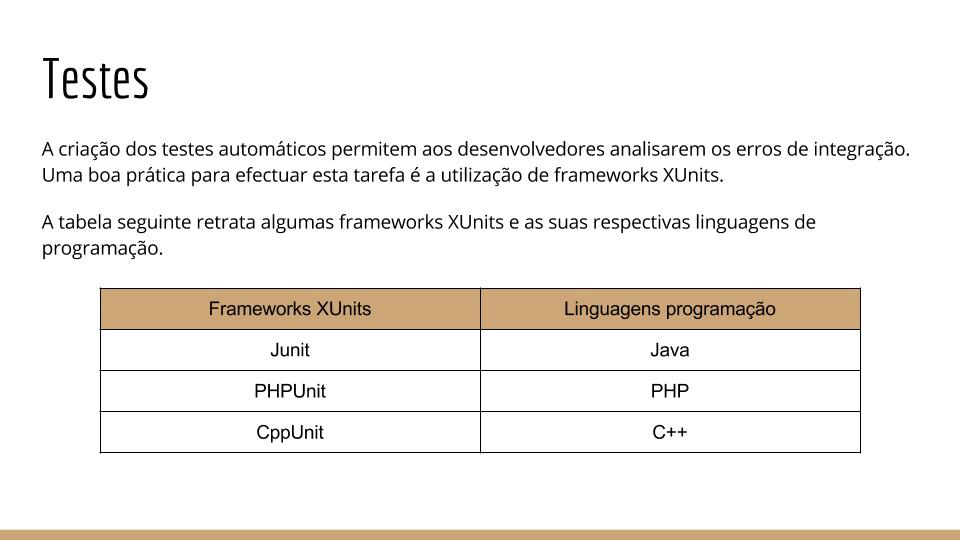 Testes
A criação dos testes automáticos permitem aos desenvolvedores analisarem os erros de integração.
Uma boa prática para efectuar esta tarefa é a utilização de frameworks XUnits.
A tabela seguinte retrata algumas frameworks XUnits e as suas respectivas linguagens de
programação.
Frameworks XUnits Linguagens programação
Junit Java
PHPUnit PHP
CppUnit C++